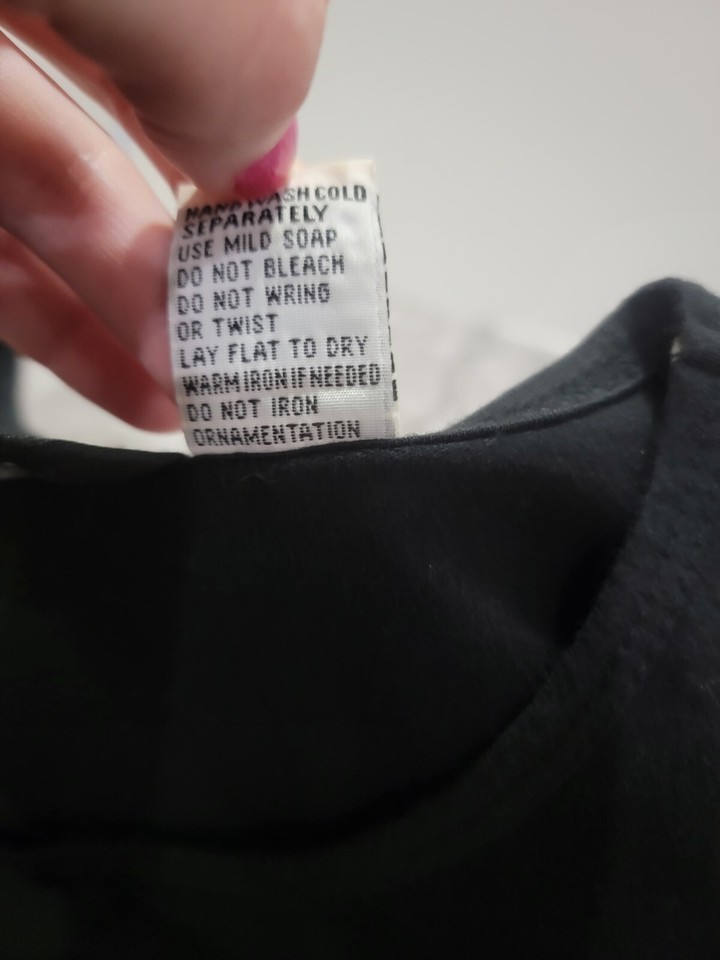 HAND WASH COLD
SEPARATELY
USE MILD SOAP
DO NOT BLEACH
DO NOT WRING
OR TWIST
LAY FLAT TO DRY
WARM IRON IF NEEDED
DO NOT IRON
ORNAMENTATION